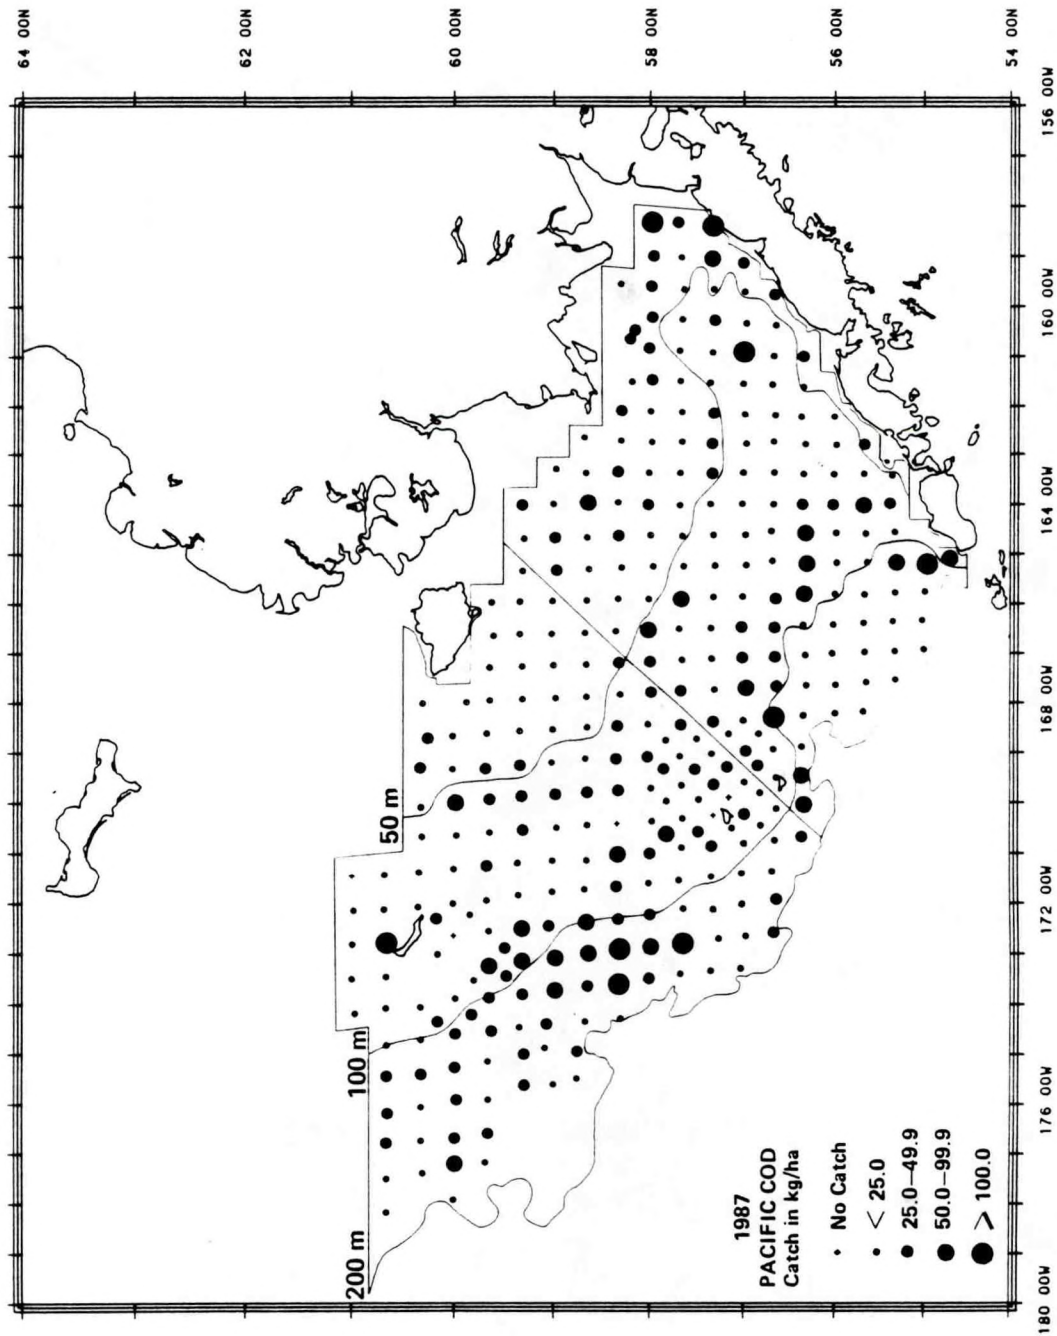 64 00N
62 00N
60 00N
58 00N
56 00N
54 00N
156 00W
160 00W
164 00W
168 00W
172 00W
176 00W
180 00W
50 m
100 m
200 m
1987
PACIFIC COD
Catch in kg/ha
No Catch
< 25.0
25.0–49.9
50.0–99.9
> 100.0